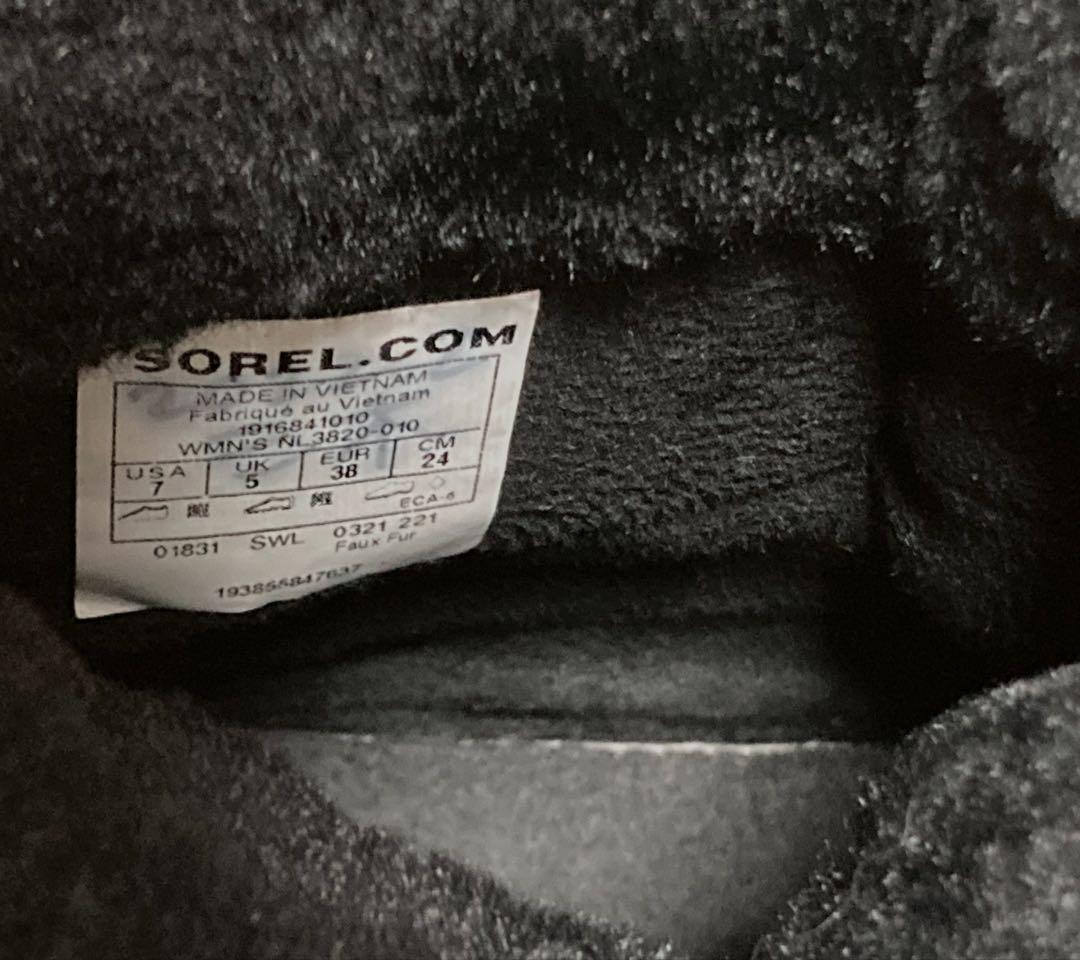 SOREL.COM
MADE IN VIETNAM
Fabriqué au Vietnam
1916841010
WMN'S NL3820-010
USA UK EUR CM
7 5 38 24
ECA-6
01831 SWL 0321 221
Faux Fur
193855847637